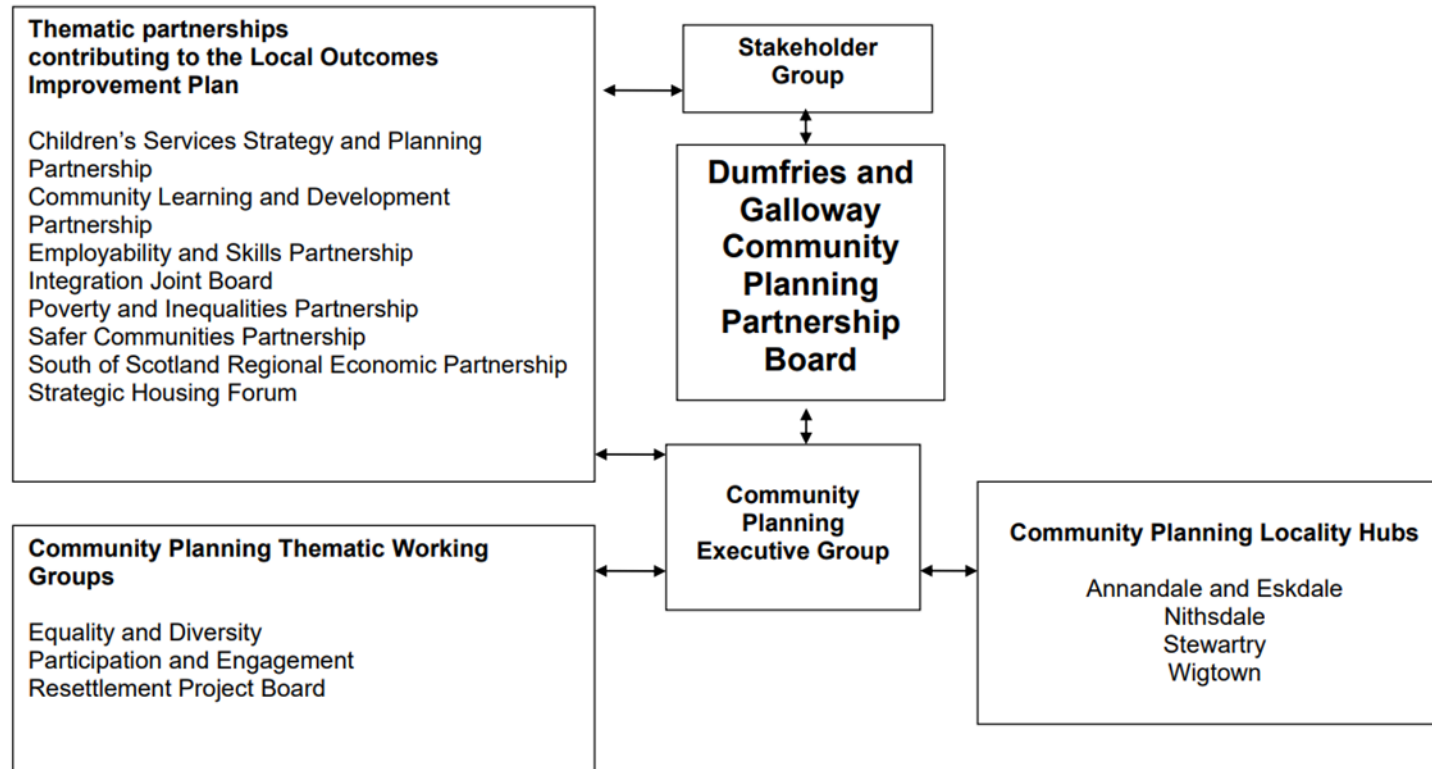 Thematic partnerships
contributing to the Local Outcomes
Improvement Plan
Children's Services Strategy and Planning
Partnership
Community Learning and Development
Partnership
Employability and Skills Partnership
Integration Joint Board
Poverty and Inequalities Partnership
Safer Communities Partnership
South of Scotland Regional Economic Partnership
Strategic Housing Forum
Stakeholder
Group
Dumfries and
Galloway
Community
Planning
Partnership
Board
Community
Planning
Executive Group
Community Planning Thematic Working
Groups
Equality and Diversity
Participation and Engagement
Resettlement Project Board
Community Planning Locality Hubs
Annandale and Eskdale
Nithsdale
Stewartry
Wigtown